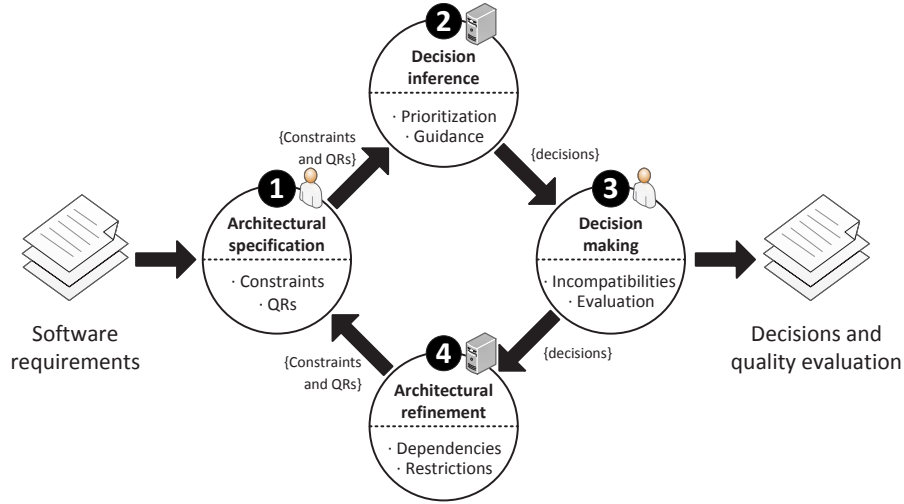 2
Decision
inference
· Prioritization
· Guidance
{Constraints
and QRs}
{decisions}
1
Architectural
specification
· Constraints
· QRs
3
Decision
making
· Incompatibilities
· Evaluation
Software
requirements
Decisions and
quality evaluation
{Constraints
and QRs}
{decisions}
4
Architectural
refinement
· Dependencies
· Restrictions